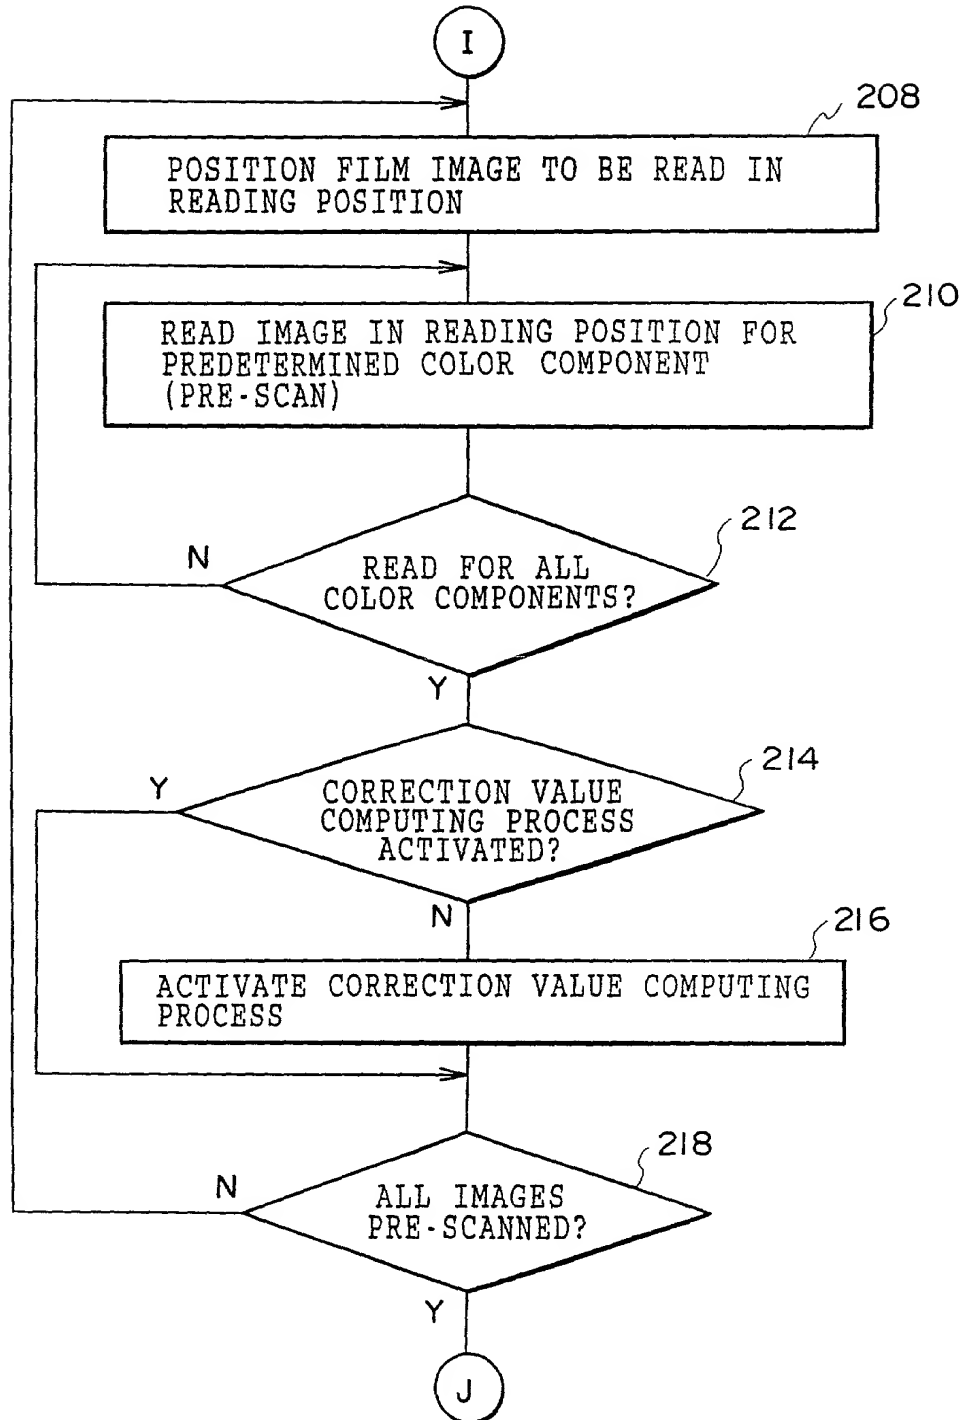 I
208
POSITION FILM IMAGE TO BE READ IN
READING POSITION
210
READ IMAGE IN READING POSITION FOR
PREDETERMINED COLOR COMPONENT
(PRE-SCAN)
212
N
READ FOR ALL
COLOR COMPONENTS?
Y
214
Y
CORRECTION VALUE
COMPUTING PROCESS
ACTIVATED?
N
216
ACTIVATE CORRECTION VALUE COMPUTING
PROCESS
218
N
ALL IMAGES
PRE-SCANNED?
Y
J